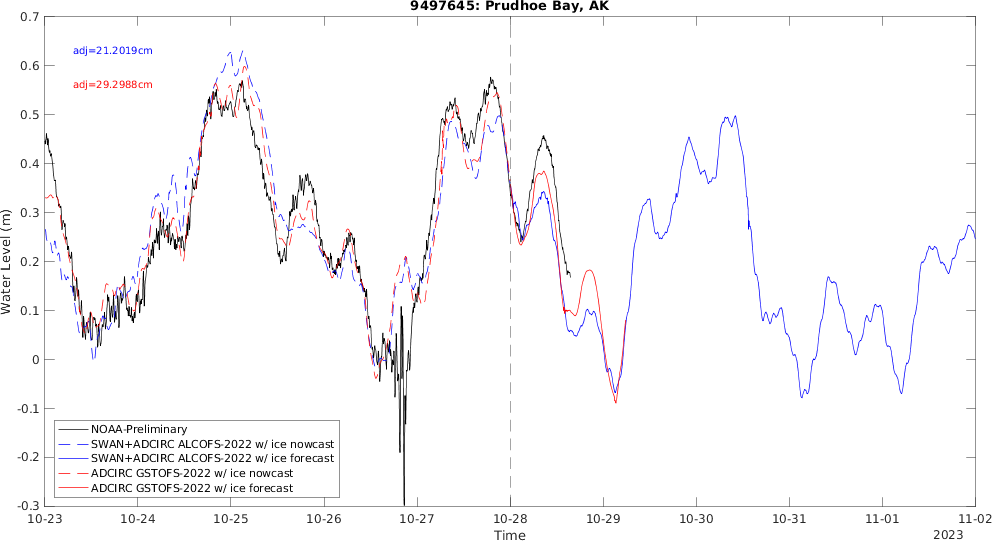 9497645: Prudhoe Bay, AK
0.7
0.6
0.5
0.4
0.3
0.2
0.1
0
-0.1
-0.2
-0.3
Water Level (m)
adj=21.2019cm
adj=29.2988cm
NOAA-Preliminary
SWAN+ADCIRC ALCOFS-2022 w/ ice nowcast
SWAN+ADCIRC ALCOFS-2022 w/ ice forecast
ADCIRC GSTOFS-2022 w/ ice nowcast
ADCIRC GSTOFS-2022 w/ ice forecast
10-23 10-24 10-25 10-26 10-27 10-28 10-29 10-30 10-31 11-01 11-02
Time
2023